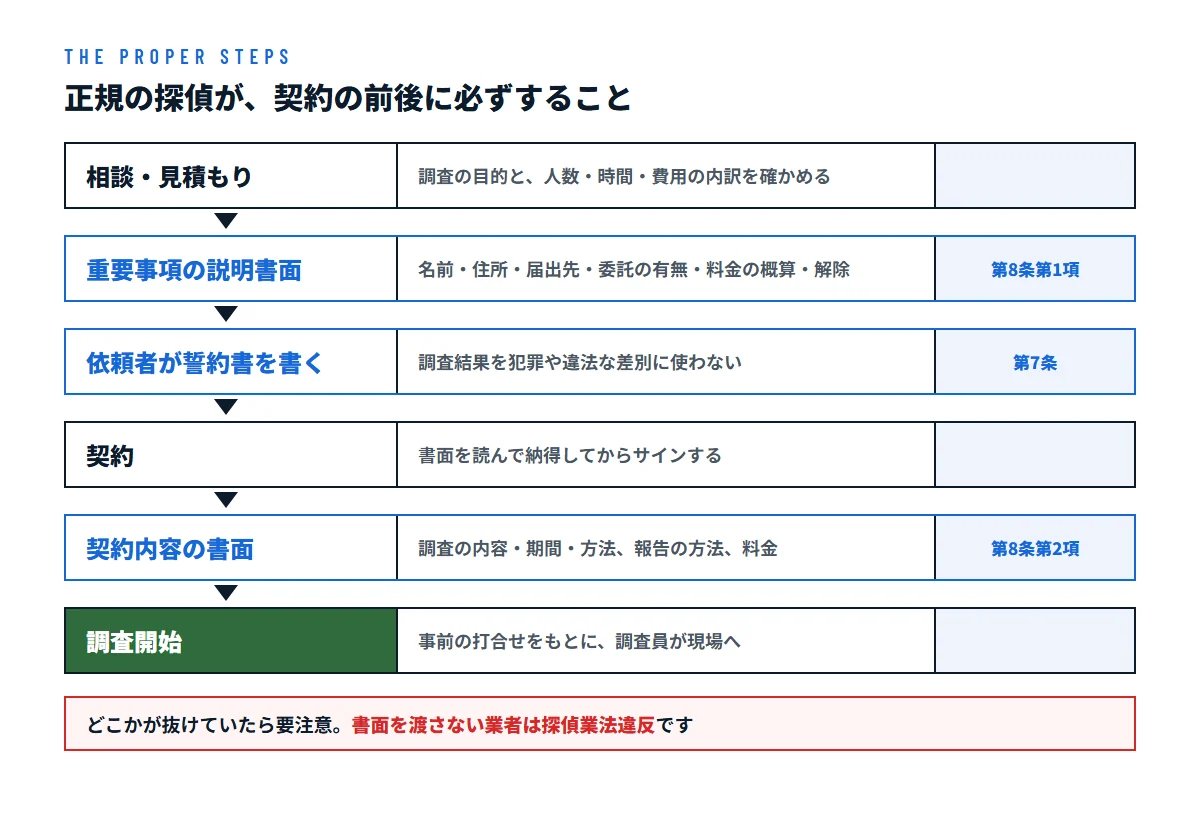 THE PROPER STEPS
正規の探偵が、契約の前後に必ずすること
相談・見積もり
調査の目的と、人数・時間・費用の内訳を確かめる
重要事項の説明書面
名前・住所・届出先・委託の有無・料金の概算・解除
第8条第1項
依頼者が誓約書を書く
調査結果を犯罪や違法な差別に使わない
第7条
契約
書面を読んで納得してからサインする
契約内容の書面
調査の内容・期間・方法、報告の方法、料金
第8条第2項
調査開始
事前の打合せをもとに、調査員が現場へ
どこかが抜けていたら要注意。書面を渡さない業者は探偵業法違反です